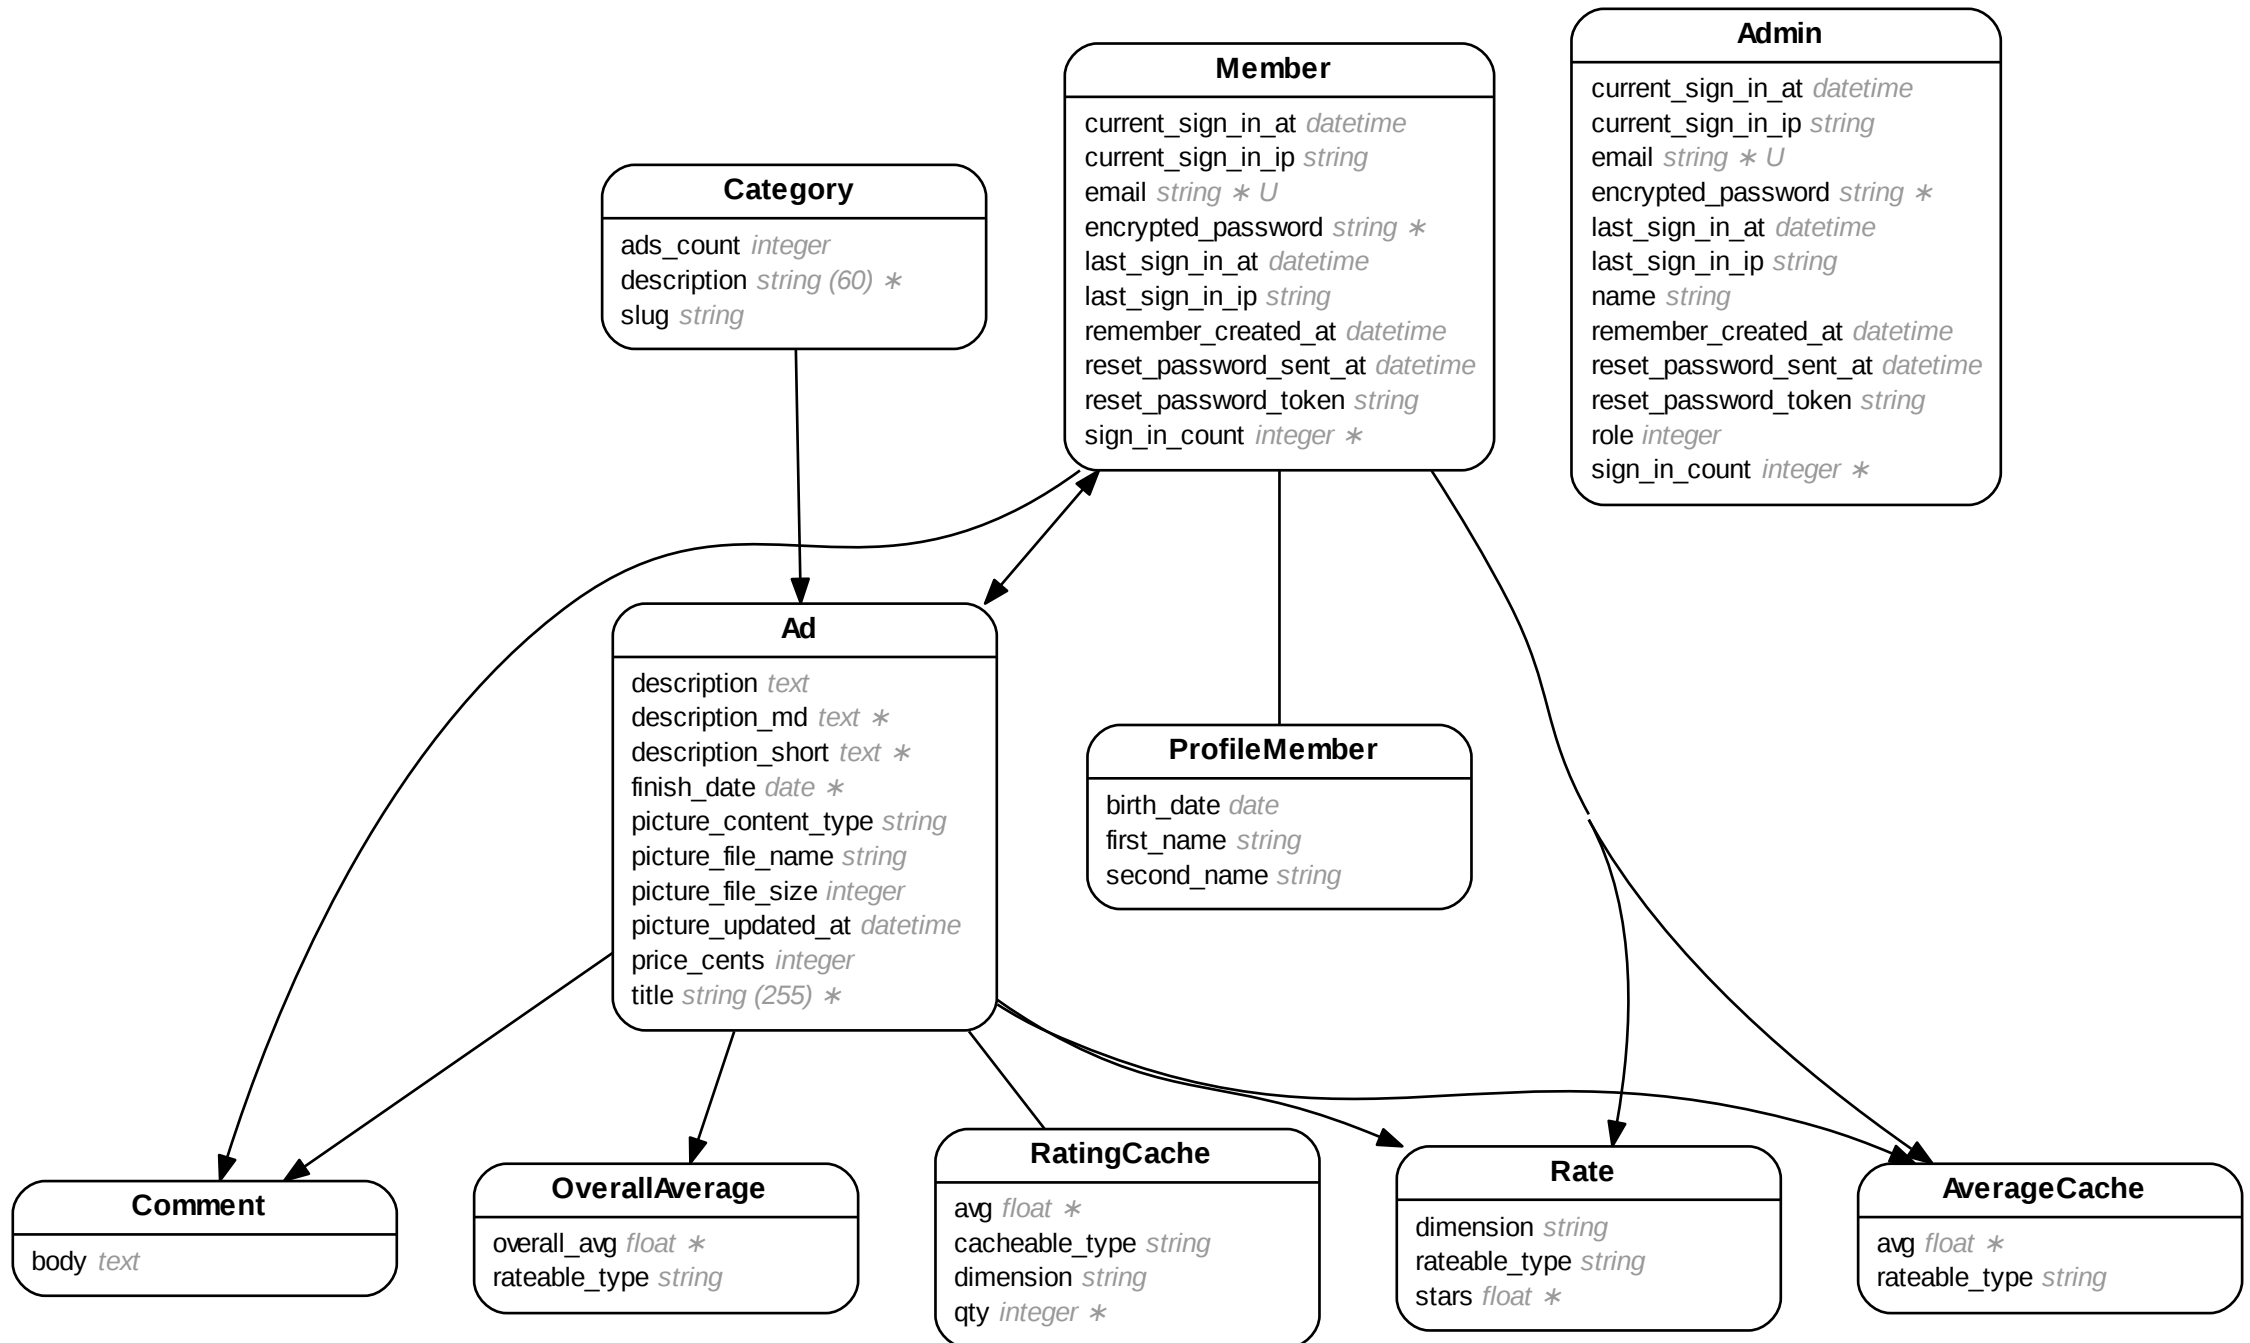 Admin
current_sign_in_at datetime
current_sign_in_ip string
email string ∗ U
encrypted_password string ∗
last_sign_in_at datetime
last_sign_in_ip string
name string
remember_created_at datetime
reset_password_sent_at datetime
reset_password_token string
role integer
sign_in_count integer ∗
Member
current_sign_in_at datetime
current_sign_in_ip string
email string ∗ U
encrypted_password string ∗
last_sign_in_at datetime
last_sign_in_ip string
remember_created_at datetime
reset_password_sent_at datetime
reset_password_token string
sign_in_count integer ∗
Category
ads_count integer
description string (60) ∗
slug string
Ad
description text
description_md text ∗
description_short text ∗
finish_date date ∗
picture_content_type string
picture_file_name string
picture_file_size integer
picture_updated_at datetime
price_cents integer
title string (255) ∗
ProfileMember
birth_date date
first_name string
second_name string
Comment
body text
OverallAverage
overall_avg float ∗
rateable_type string
RatingCache
avg float ∗
cacheable_type string
dimension string
qty integer ∗
Rate
dimension string
rateable_type string
stars float ∗
AverageCache
avg float ∗
rateable_type string